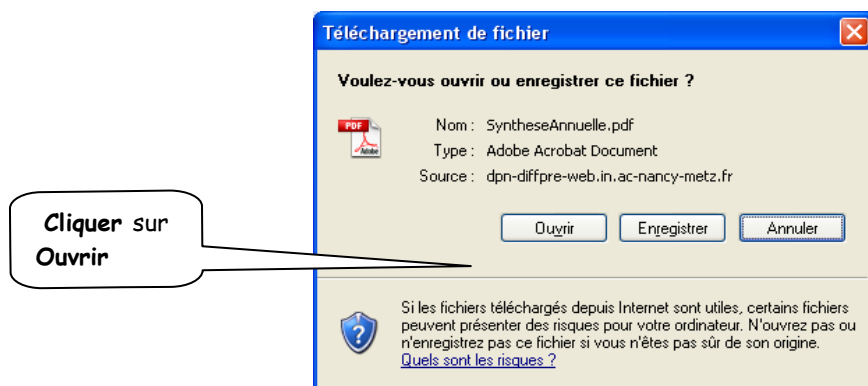 Téléchargement de fichier
Voulez-vous ouvrir ou enregistrer ce fichier ?
PDF
Adobe
Nom : SyntheseAnnuelle.pdf
Type : Adobe Acrobat Document
Source : dpn-diffpre-web.in.ac-nancy-metz.fr
Ouvrir Enregistrer Annuler
Cliquer sur
Ouvrir
Si les fichiers téléchargés depuis Internet sont utiles, certains fichiers
peuvent présenter des risques pour votre ordinateur. N'ouvrez pas ou
n'enregistrez pas ce fichier si vous n'êtes pas sûr de son origine.
Quels sont les risques ?